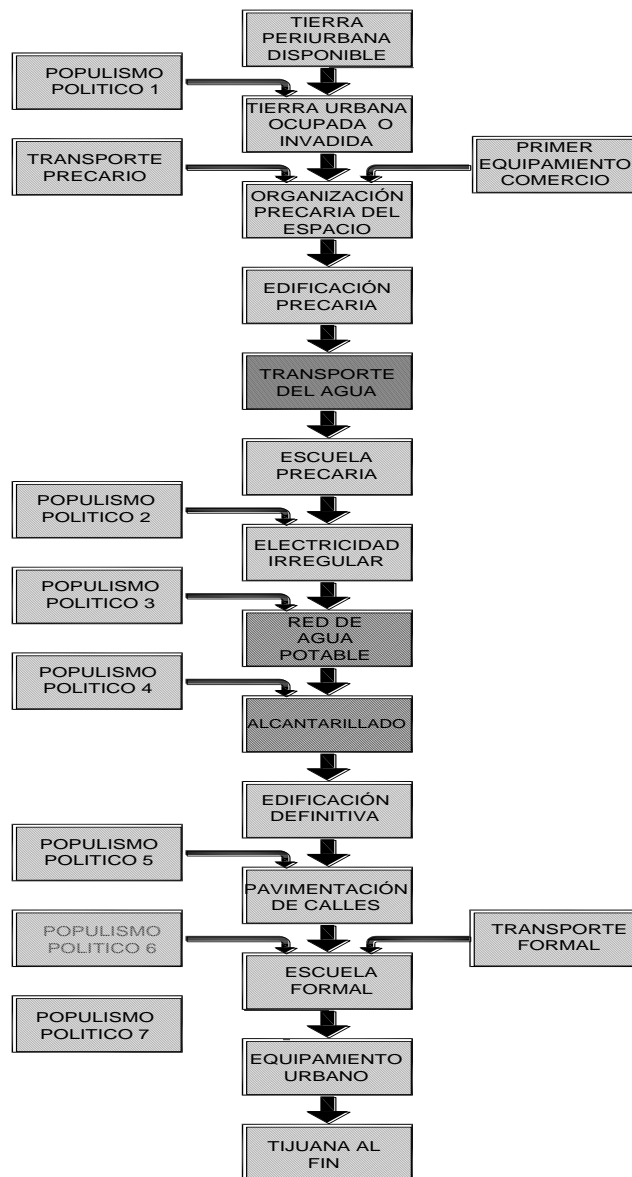 TIERRA
PERIURBANA
DISPONIBLE
POPULISMO
POLITICO 1
TIERRA URBANA
OCUPADA O
INVADIDA
TRANSPORTE
PRECARIO
PRIMER
EQUIPAMIENTO
COMERCIO
ORGANIZACIÓN
PRECARIA DEL
ESPACIO
EDIFICACIÓN
PRECARIA
TRANSPORTE
DEL AGUA
ESCUELA
PRECARIA
POPULISMO
POLITICO 2
ELECTRICIDAD
IRREGULAR
POPULISMO
POLITICO 3
RED DE
AGUA
POTABLE
POPULISMO
POLITICO 4
ALCANTARILLADO
EDIFICACIÓN
DEFINITIVA
POPULISMO
POLITICO 5
PAVIMENTACIÓN
DE CALLES
POPULISMO
POLITICO 6
TRANSPORTE
FORMAL
ESCUELA
FORMAL
POPULISMO
POLITICO 7
EQUIPAMIENTO
URBANO
TIJUANA AL
FIN